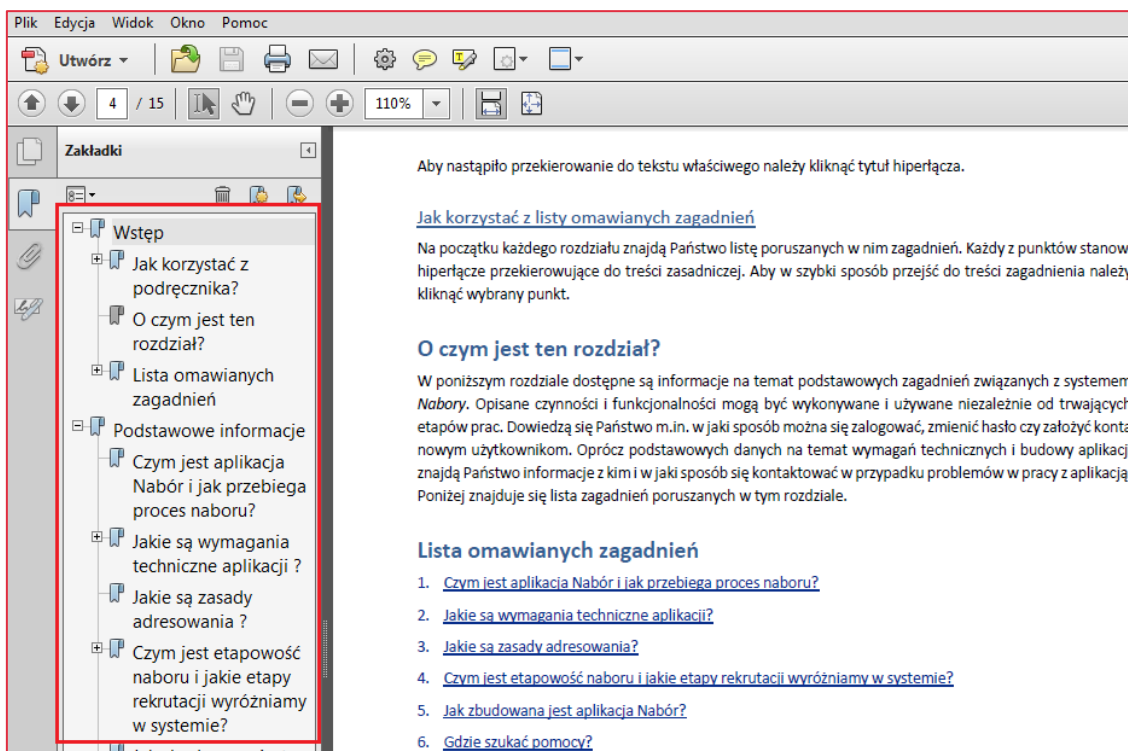 Plik Edycja Widok Okno Pomoc
Utwórz
4 / 15 110%
Zakładki
Wstęp
Jak korzystać z
podręcznika?
O czym jest ten
rozdział?
Lista omawianych
zagadnień
Podstawowe informacje
Czym jest aplikacja
Nabór i jak przebiega
proces naboru?
Jakie są wymagania
techniczne aplikacji ?
Jakie są zasady
adresowania ?
Czym jest etapowość
naboru i jakie etapy
rekrutacji wyróżniamy
w systemie?
Aby nastąpiło przekierowanie do tekstu właściwego należy kliknąć tytuł hiperłącza.
Jak korzystać z listy omawianych zagadnień
Na początku każdego rozdziału znajdą Państwo listę poruszanych w nim zagadnień. Każdy z punktów stanow
hiperłącze przekierowujące do treści zasadniczej. Aby w szybki sposób przejść do treści zagadnienia należy
kliknąć wybrany punkt.
O czym jest ten rozdział?
W poniższym rozdziale dostępne są informacje na temat podstawowych zagadnień związanych z systemem
Nabory. Opisane czynności i funkcjonalności mogą być wykonywane i używane niezależnie od trwających
etapów prac. Dowiedzą się Państwo m.in. w jaki sposób można się zalogować, zmienić hasło czy założyć konta
nowym użytkownikom. Oprócz podstawowych danych na temat wymagań technicznych i budowy aplikacj
znajdą Państwo informacje z kim i w jaki sposób się kontaktować w przypadku problemów w pracy z aplikacją
Poniżej znajduje się lista zagadnień poruszanych w tym rozdziale.
Lista omawianych zagadnień
1. Czym jest aplikacja Nabór i jak przebiega proces naboru?
2. Jakie są wymagania techniczne aplikacji?
3. Jakie są zasady adresowania?
4. Czym jest etapowość naboru i jakie etapy rekrutacji wyróżniamy w systemie?
5. Jak zbudowana jest aplikacja Nabór?
6. Gdzie szukać pomocy?